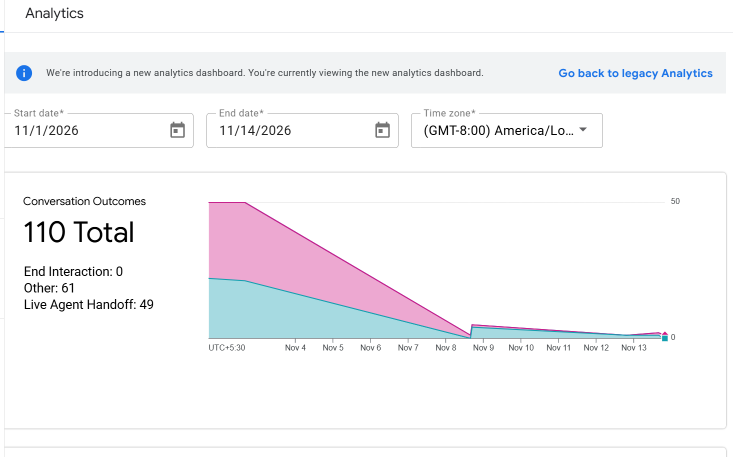 Analytics
We're introducing a new analytics dashboard. You're currently viewing the new analytics dashboard.
Go back to legacy Analytics
Start date*
End date*
Time zone*
11/1/2026
11/14/2026
(GMT-8:00) America/Lo...
Conversation Outcomes
110 Total
End Interaction: 0
Other: 61
Live Agent Handoff: 49
50
0
UTC+5:30
Nov 4
Nov 5
Nov 6
Nov 7
Nov 8
Nov 9
Nov 10
Nov 11
Nov 12
Nov 13